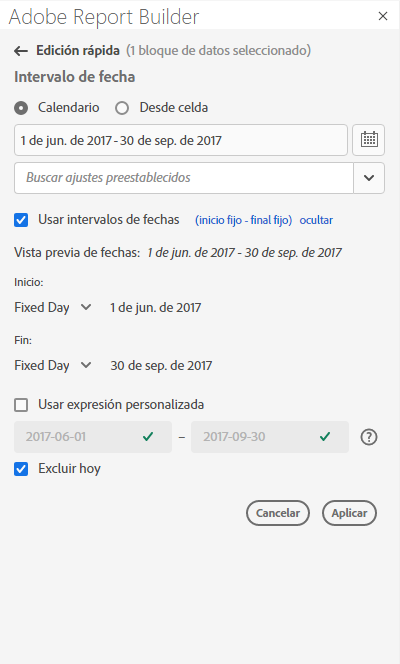 Adobe Report Builder
Edición rápida (1 bloque de datos seleccionado)
Intervalo de fecha
Calendario Desde celda
1 de jun. de 2017 - 30 de sep. de 2017
Buscar ajustes preestablecidos
Usar intervalos de fechas (inicio fijo - final fijo) ocultar
Vista previa de fechas: 1 de jun. de 2017 - 30 de sep. de 2017
Inicio:
Fixed Day 1 de jun. de 2017
Fin:
Fixed Day 30 de sep. de 2017
Usar expresión personalizada
2017-06-01 – 2017-09-30
Excluir hoy
Cancelar Aplicar